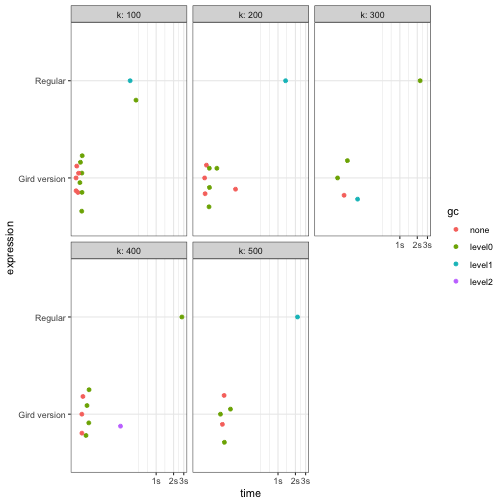 k: 100
k: 200
k: 300
Regular
Gird version
1s 2s 3s
k: 400
k: 500
Regular
Gird version
1s 2s 3s
1s 2s 3s
expression
time
gc
none
level0
level1
level2